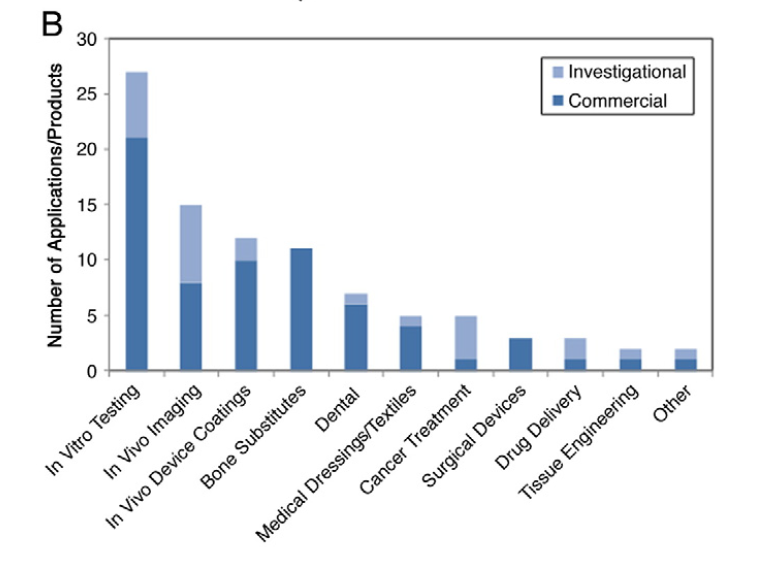 B
30
25
20
15
10
5
0
Number of Applications/Products
Investigational
Commercial
In Vitro Testing
In Vivo Imaging
In Vivo Device Coatings
Bone Substitutes
Dental
Medical Dressings/Textiles
Cancer Treatment
Surgical Devices
Drug Delivery
Tissue Engineering
Other